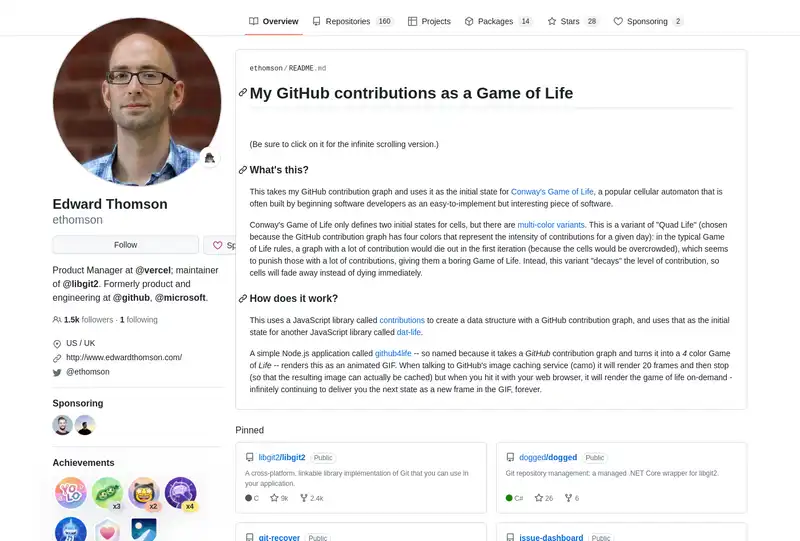 Overview
Repositories 160
Projects
Packages 14
Stars 28
Sponsoring 2
Edward Thomson
ethomson
Follow
Sp
Product Manager at @vercel; maintainer
of @libgit2. Formerly product and
engineering at @github, @microsoft.
1.5k followers · 1 following
US / UK
http://www.edwardthomson.com/
@ethomson
Sponsoring
Achievements
YOLO
x3
x2
x4
ethomson/README.md
My GitHub contributions as a Game of Life
(Be sure to click on it for the infinite scrolling version.)
What's this?
This takes my GitHub contribution graph and uses it as the initial state for Conway's Game of Life, a popular cellular automaton that is
often built by beginning software developers as an easy-to-implement but interesting piece of software.
Conway's Game of Life only defines two initial states for cells, but there are multi-color variants. This is a variant of "Quad Life" (chosen
because the GitHub contribution graph has four colors that represent the intensity of contributions for a given day): in the typical Game
of Life rules, a graph with a lot of contribution would die out in the first iteration (because the cells would be overcrowded), which seems
to punish those with a lot of contributions, giving them a boring Game of Life. Intead, this variant "decays" the level of contribution, so
cells will fade away instead of dying immediately.
How does it work?
This uses a JavaScript library called contributions to create a data structure with a GitHub contribution graph, and uses that as the initial
state for another JavaScript library called dat-life.
A simple Node.js application called github4life -- so named because it takes a GitHub contribution graph and turns it into a 4 color Game
of Life -- renders this as an animated GIF. When talking to GitHub's image caching service (camo) it will render 20 frames and then stop
(so that the resulting image can actually be cached) but when you hit it with your web browser, it will render the game of life on-demand -
infinitely continuing to deliver you the next state as a new frame in the GIF, forever.
Pinned
libgit2/libgit2 Public
A cross-platform, linkable library implementation of Git that you can use in
your application.
C 9k 2.4k
dogged/dogged Public
Git repository management: a managed .NET Core wrapper for libgit2.
C# 26 6
git-recover Public
issue-dashboard Public